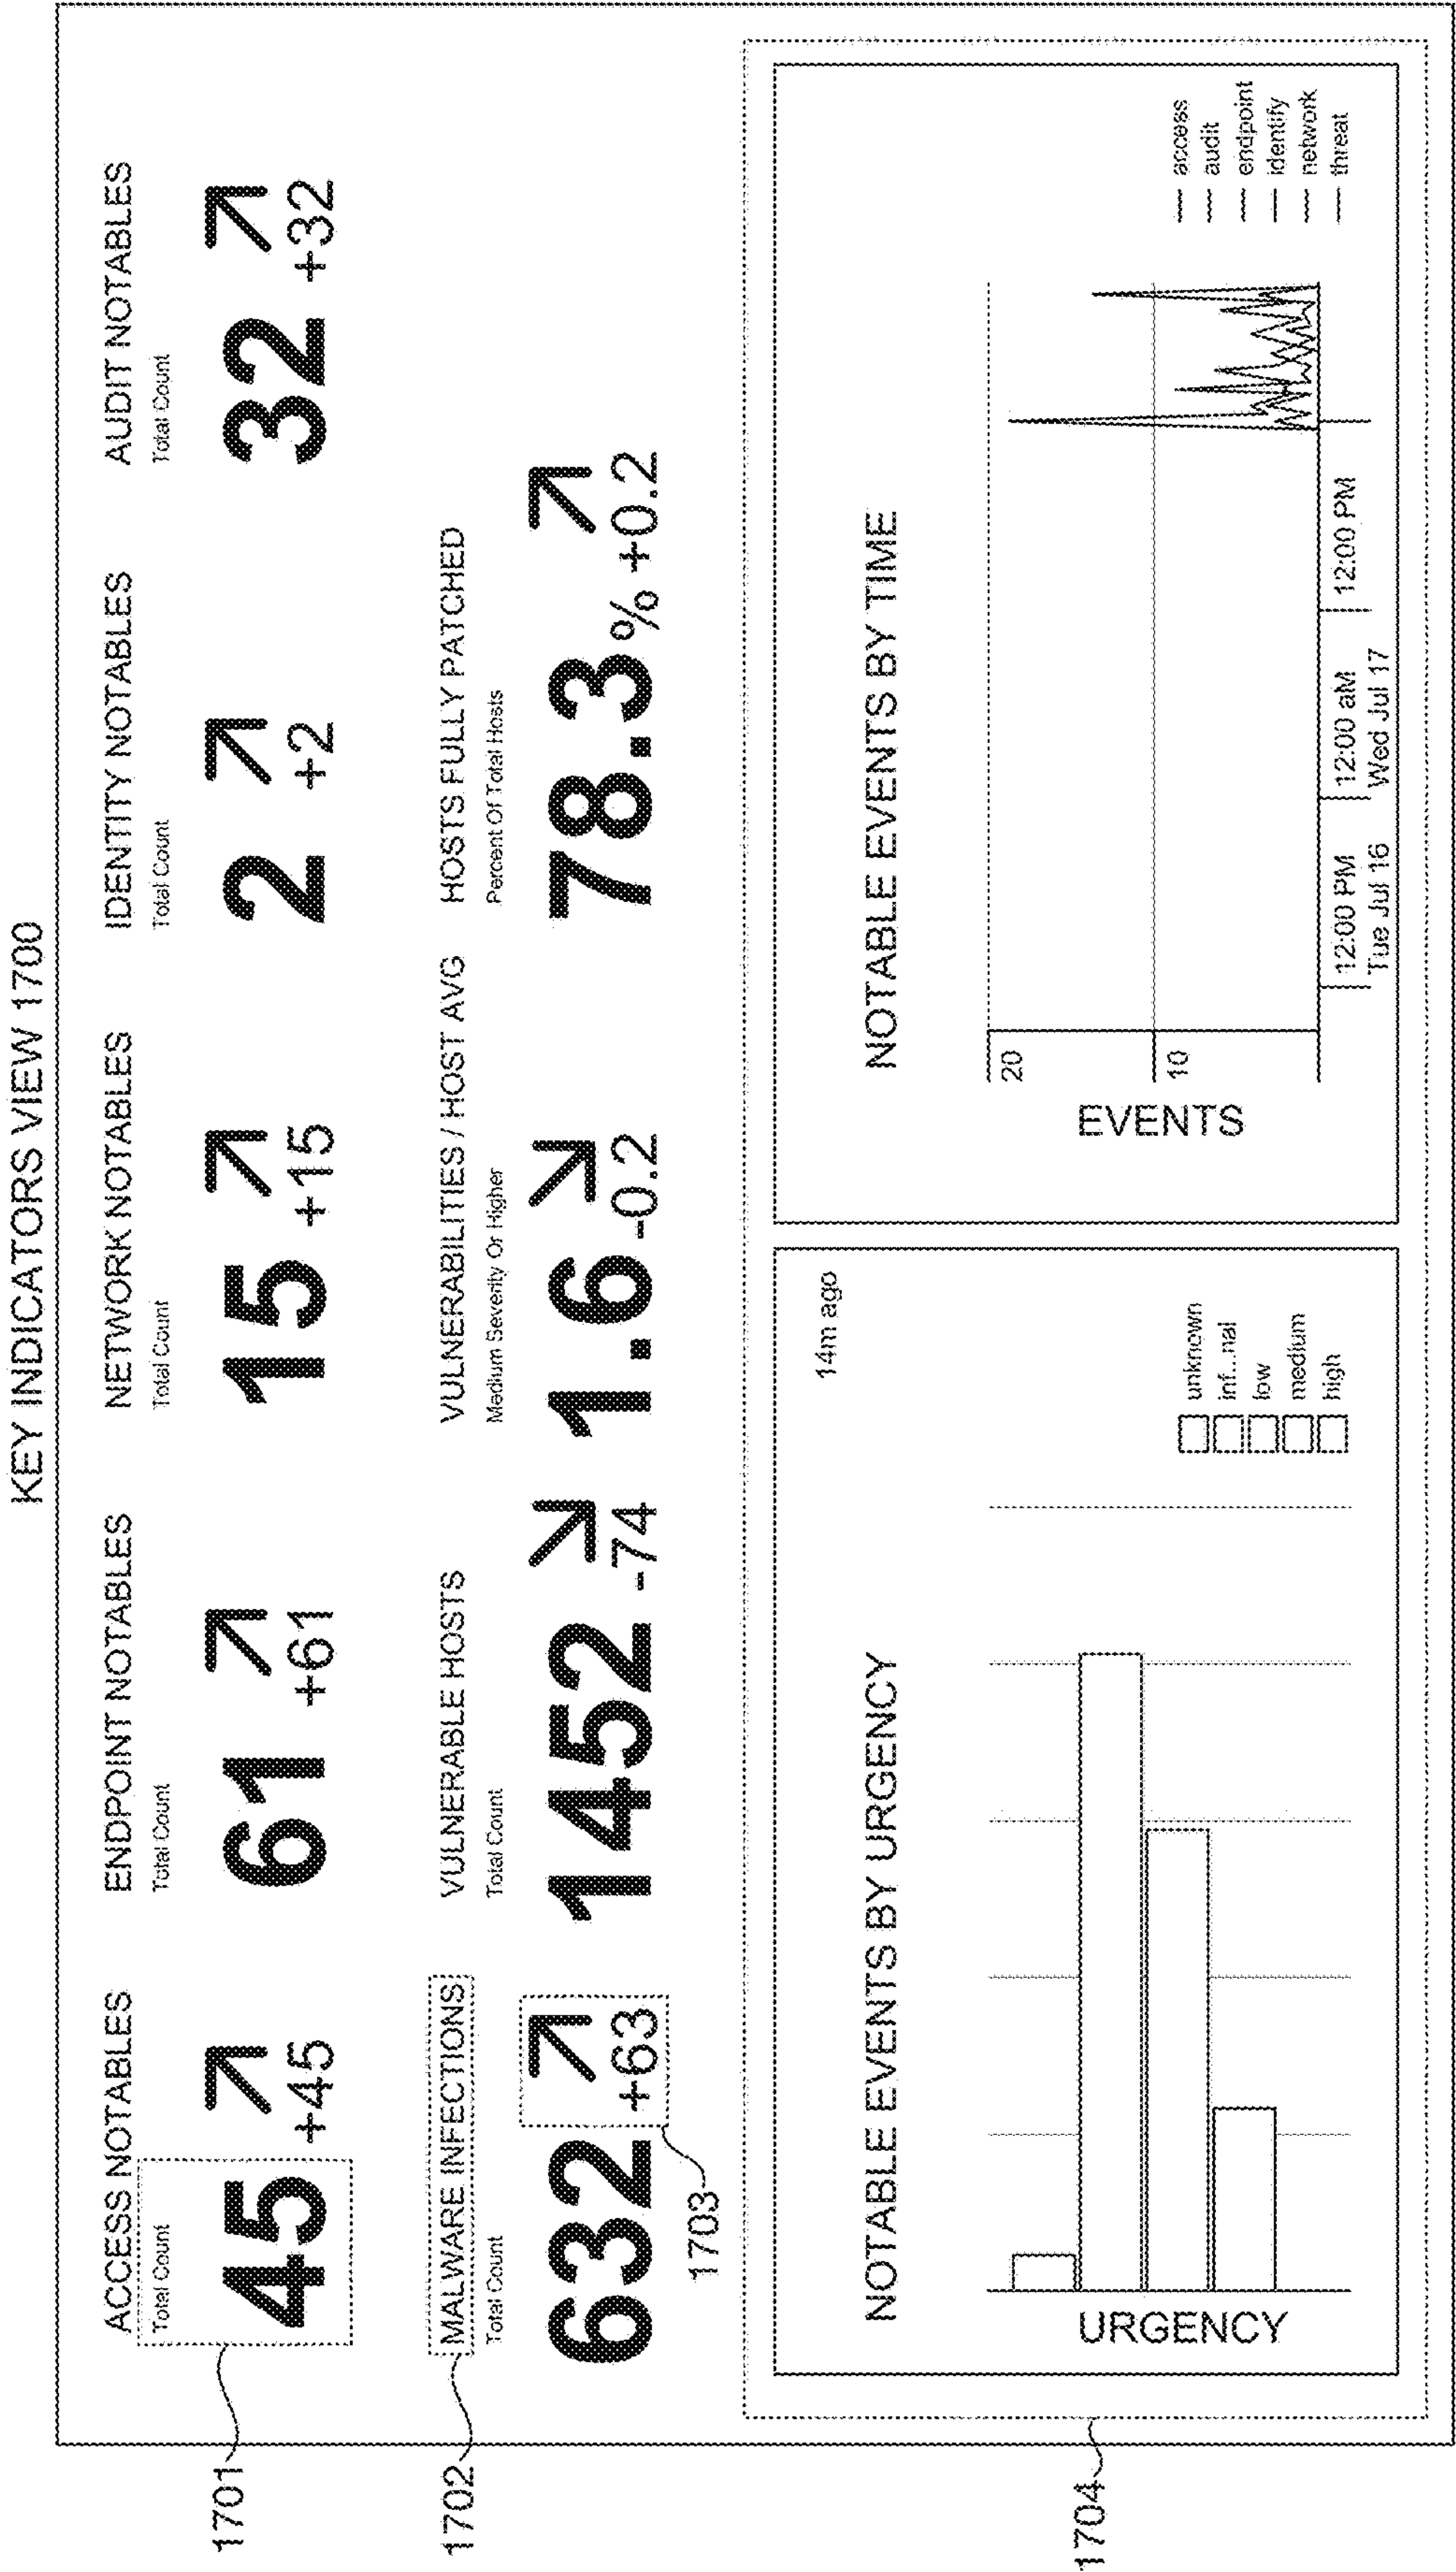 KEY INDICATORS VIEW 1700
ACCESS NOTABLES
Total Count
45 +45
ENDPOINT NOTABLES
Total Count
61 +61
NETWORK NOTABLES
Total Count
15 +15
IDENTITY NOTABLES
Total Count
2 +2
AUDIT NOTABLES
Total Count
32 +32
1701
MALWARE INFECTIONS
Total Count
632 +63
VULNERABLE HOSTS
Total Count
1452 -74
VULNERABILITIES / HOST AVG
Medium Severity Or Higher
1.6 -0.2
HOSTS FULLY PATCHED
Percent Of Total Hosts
78.3% +0.2
1702
1703
14m ago
NOTABLE EVENTS BY URGENCY
URGENCY
unknown
inf...nal
low
medium
high
NOTABLE EVENTS BY TIME
EVENTS
20
10
12:00 PM
Tue Jul 16
12:00 aM
Wed Jul 17
12:00 PM
access
audit
endpoint
identify
network
threat
1704